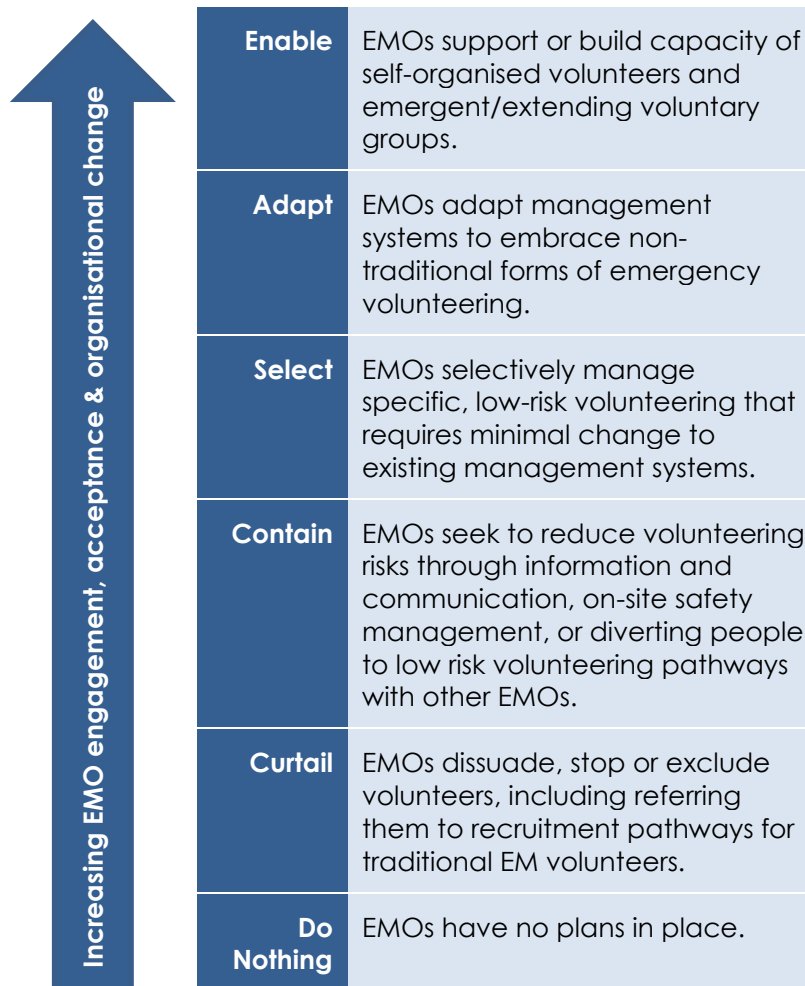 Increasing EMO engagement, acceptance & organisational change
Enable
EMOs support or build capacity of
self-organised volunteers and
emergent/extending voluntary
groups.
Adapt
EMOs adapt management
systems to embrace non-
traditional forms of emergency
volunteering.
Select
EMOs selectively manage
specific, low-risk volunteering that
requires minimal change to
existing management systems.
Contain
EMOs seek to reduce volunteering
risks through information and
communication, on-site safety
management, or diverting people
to low risk volunteering pathways
with other EMOs.
Curtail
EMOs dissuade, stop or exclude
volunteers, including referring
them to recruitment pathways for
traditional EM volunteers.
Do
Nothing
EMOs have no plans in place.